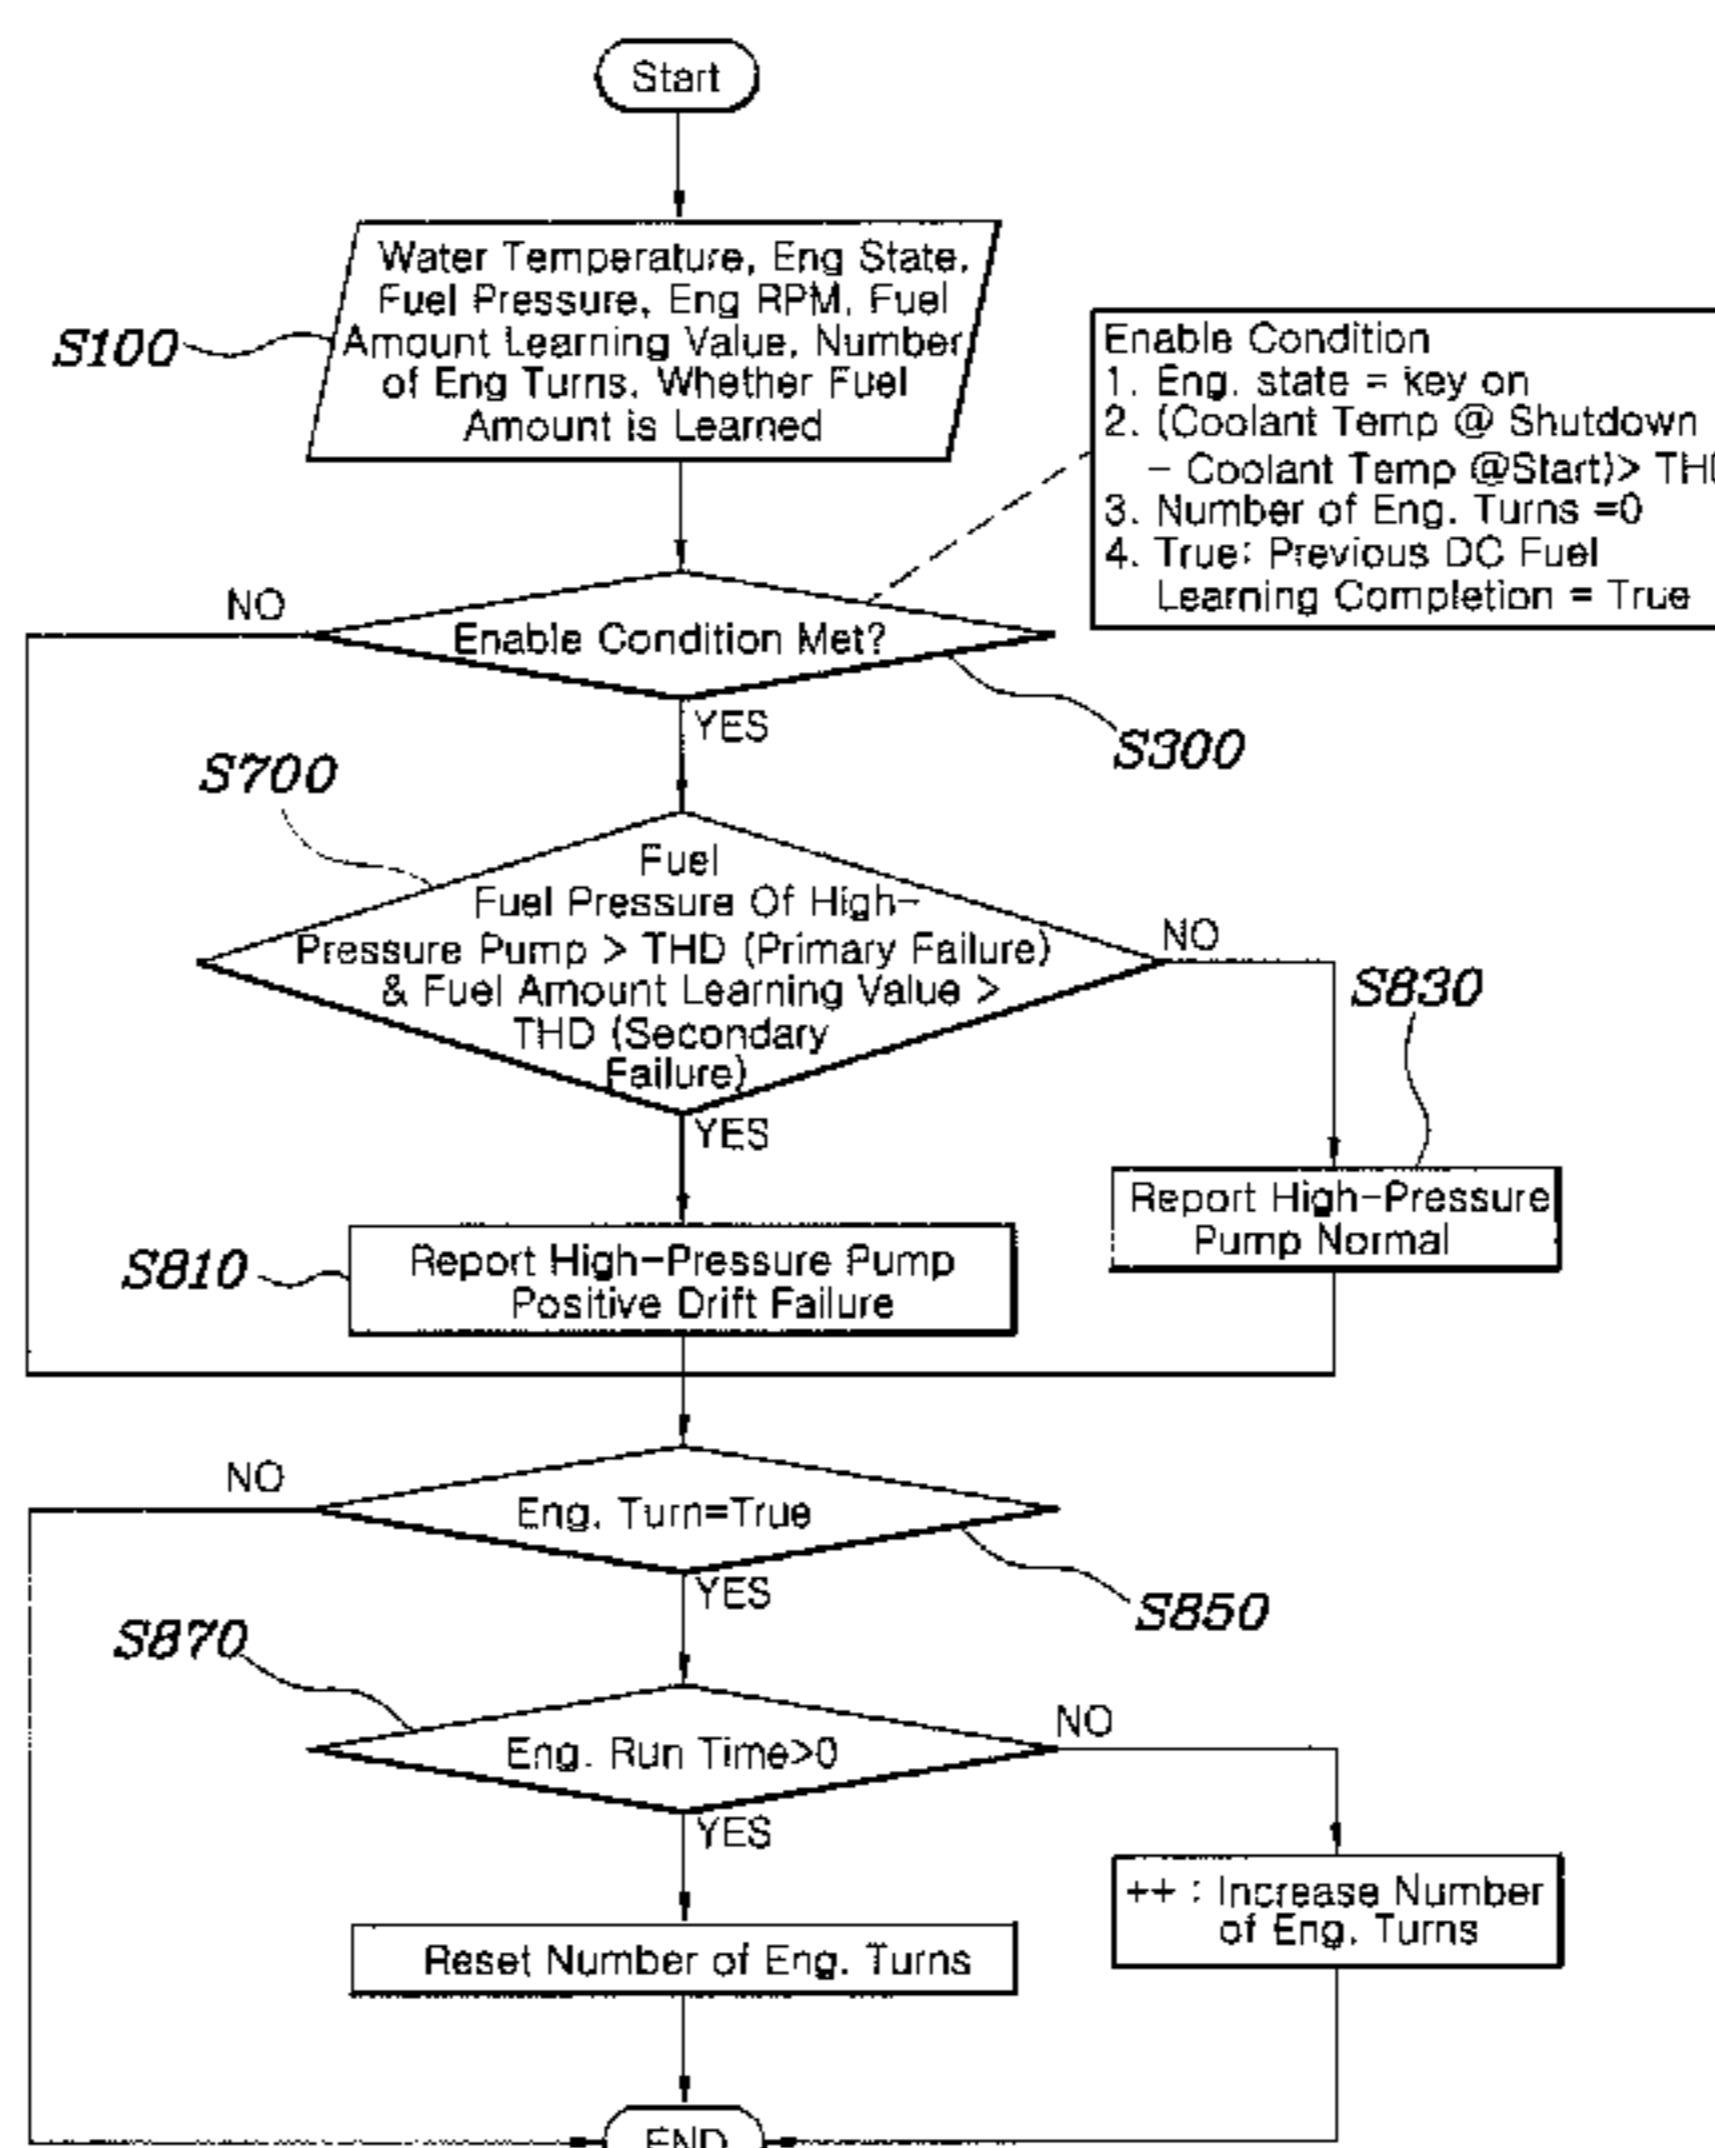 Start
Water Temperature, Eng State,
Fuel Pressure, Eng RPM, Fuel
Amount Learning Value, Number
of Eng Turns, Whether Fuel
Amount is Learned
S100
Enable Condition
1. Eng. state = key on
2. (Coolant Temp @ Shutdown
- Coolant Temp @Start)> THD
3. Number of Eng. Turns =0
4. True: Previous DC Fuel
Learning Completion = True
NO
Enable Condition Met?
YES
S300
S700
Fuel
Fuel Pressure Of High-
Pressure Pump > THD (Primary Failure)
& Fuel Amount Learning Value >
THD (Secondary
Failure)
NO
YES
S830
Report High-Pressure
Pump Normal
S810
Report High-Pressure Pump
Positive Drift Failure
NO
Eng. Turn=True
YES
S850
S870
Eng. Run Time>0
NO
YES
++ : Increase Number
of Eng. Turns
Reset Number of Eng. Turns
END